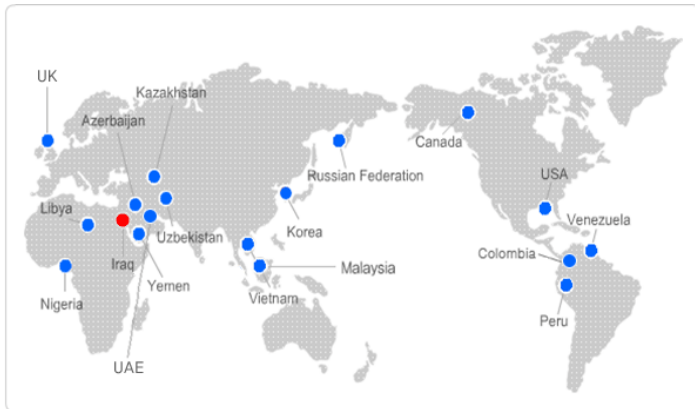 UK
Kazakhstan
Azerbaijan
Canada
Russian Federation
USA
Libya
Venezuela
Korea
Uzbekistan
Colombia
Iraq
Malaysia
Yemen
Vietnam
Nigeria
Peru
UAE